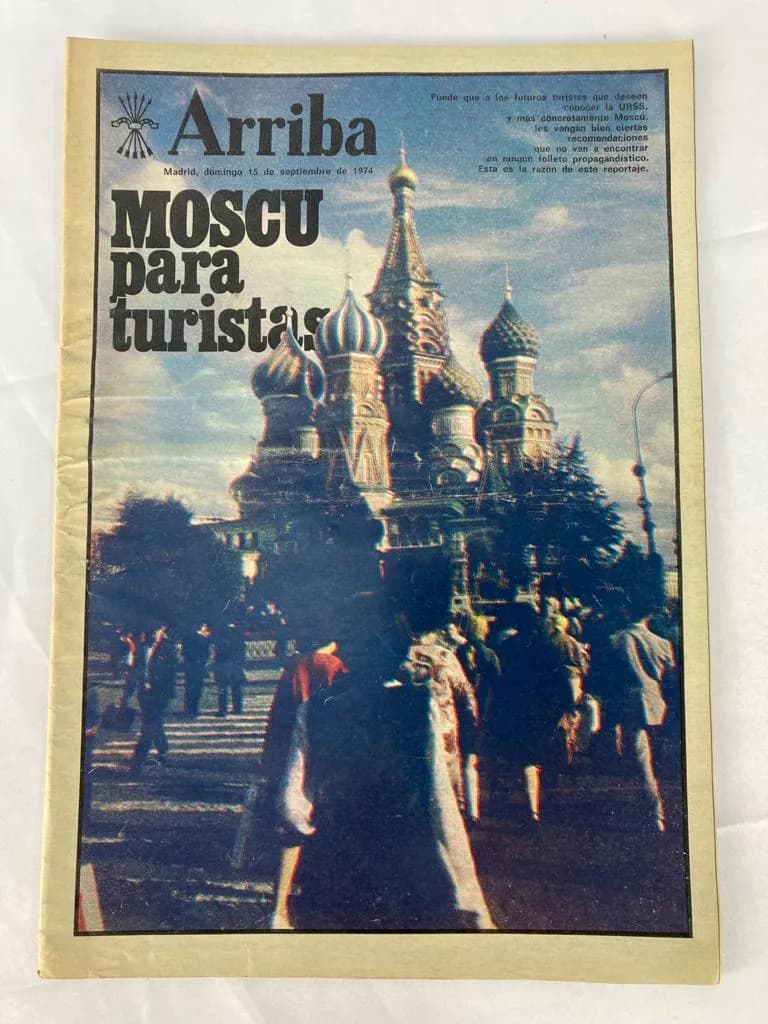 Arriba
Madrid, domingo 15 de septiembre de 1974
Puede que a los futuros turistas que desean
conocer la URSS,
y más concretamente Moscú,
les vengan bien ciertas
recomendaciones
que no van a encontrar
en ningún folleto propagandístico.
Esta es la razón de este reportaje.
MOSCU
para
turistas